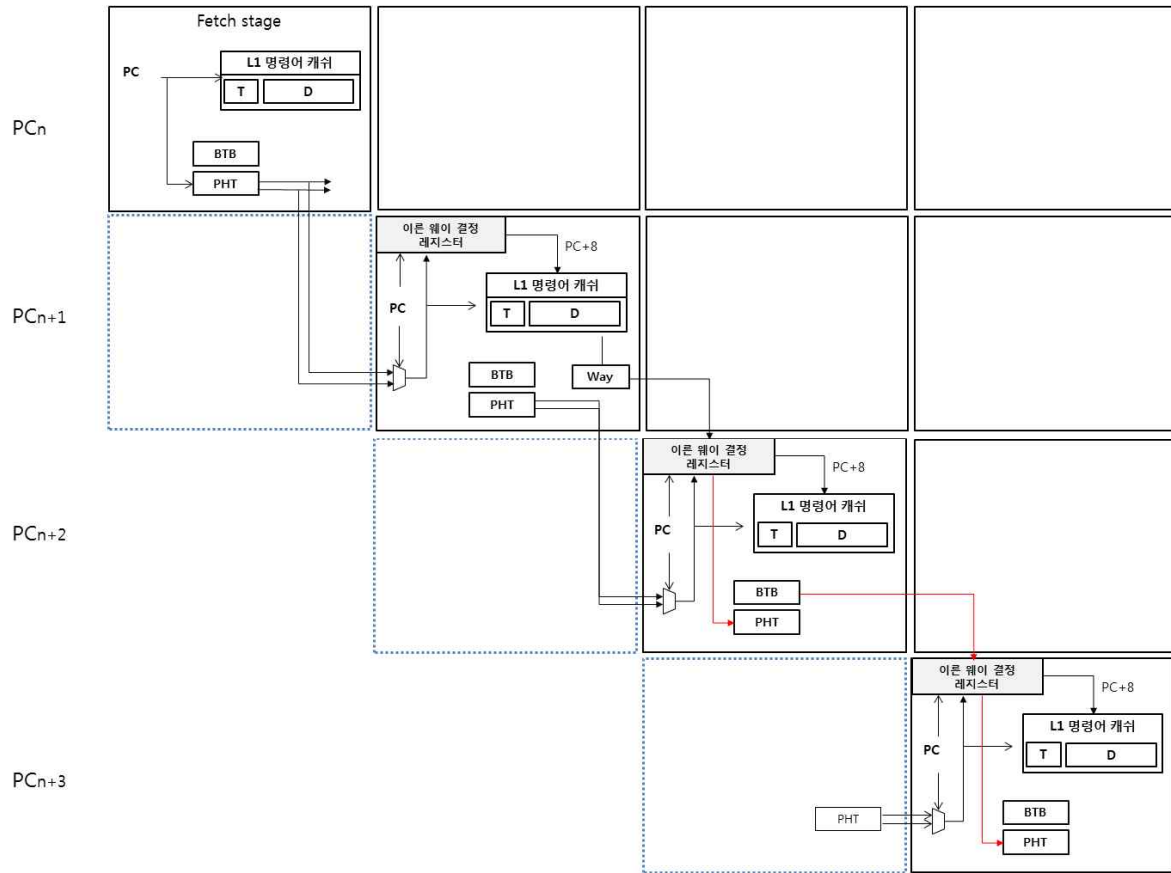 Fetch stage
L1 명령어 캐쉬
PC
T D
PCn
BTB
PHT
이른 웨이 결정
레지스터
PC+8
L1 명령어 캐쉬
PC
T D
PCn+1
BTB
Way
PHT
이른 웨이 결정
레지스터
PC+8
L1 명령어 캐쉬
PC
T D
PCn+2
BTB
PHT
이른 웨이 결정
레지스터
PC+8
L1 명령어 캐쉬
PC
T D
PCn+3
PHT
BTB
PHT